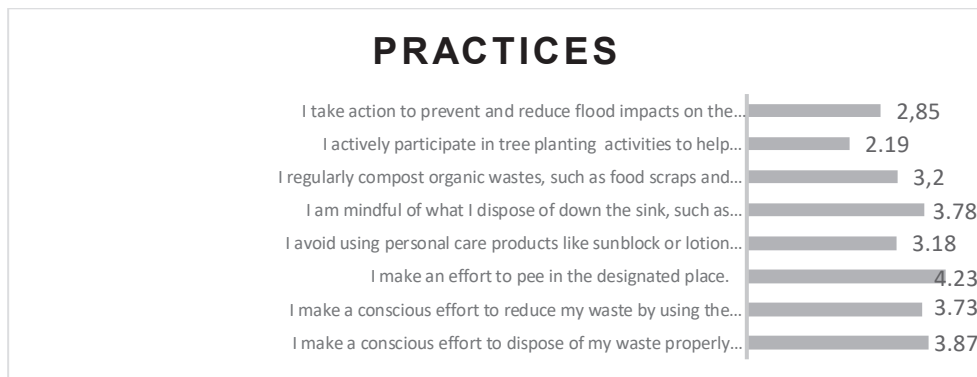 PRACTICES
I take action to prevent and reduce flood impacts on the... 2,85
I actively participate in tree planting activities to help... 2.19
I regularly compost organic wastes, such as food scraps and... 3,2
I am mindful of what I dispose of down the sink, such as... 3.78
I avoid using personal care products like sunblock or lotion... 3.18
I make an effort to pee in the designated place. 4.23
I make a conscious effort to reduce my waste by using the... 3.73
I make a conscious effort to dispose of my waste properly... 3.87